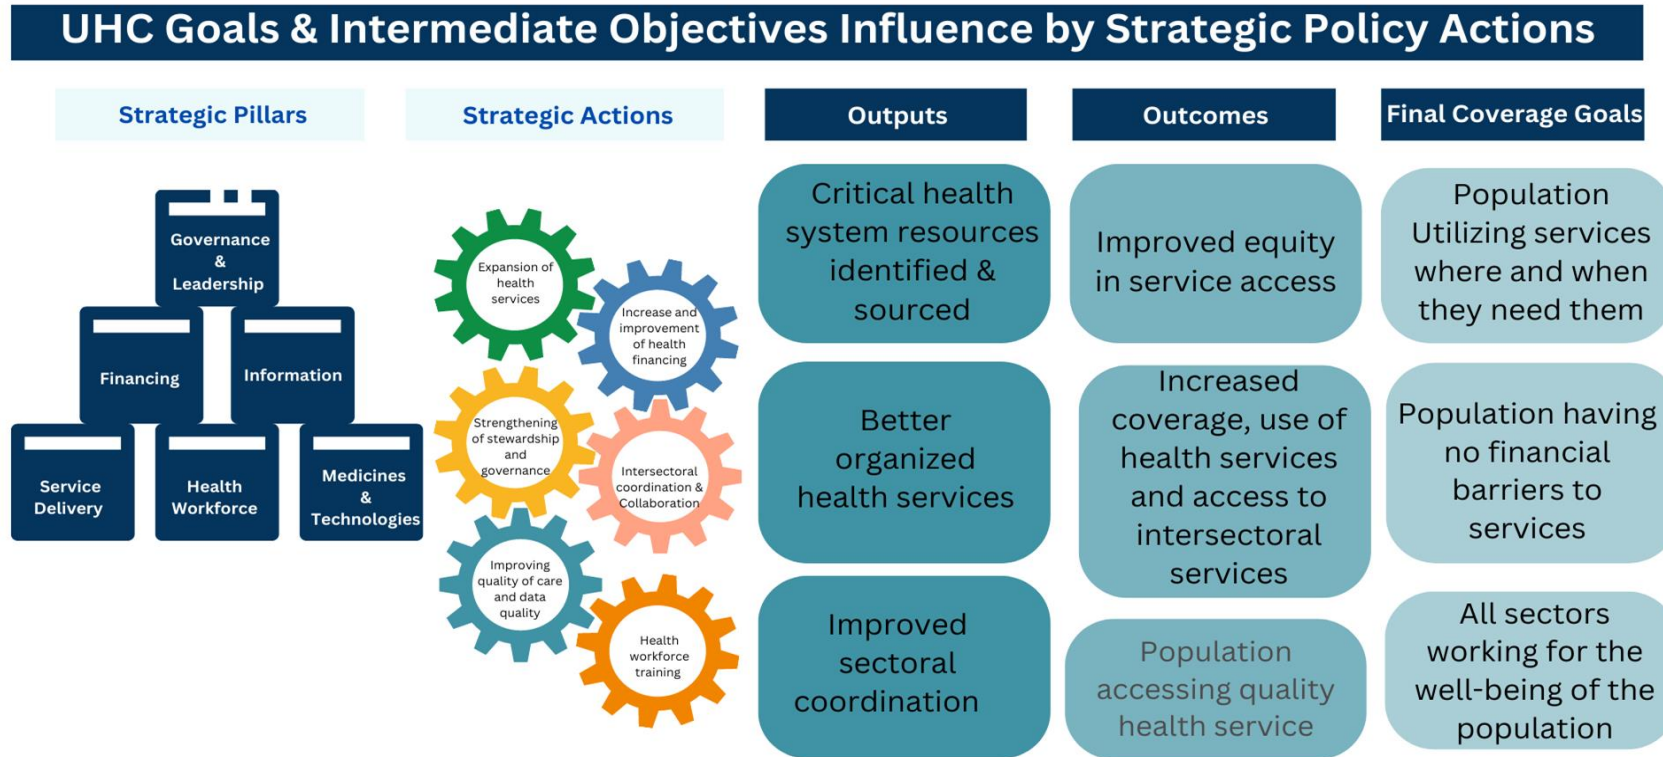 UHC Goals & Intermediate Objectives Influence by Strategic Policy Actions
Strategic Pillars
Strategic Actions
Outputs
Outcomes
Final Coverage Goals
Governance
&
Leadership
Financing
Information
Service
Delivery
Health
Workforce
Medicines
&
Technologies
Expansion of
health
services
Increase and
improvement
of health
financing
Strengthening
of stewardship
and
governance
Intersectoral
coordination &
Collaboration
Improving
quality of care
and data
quality
Health
workforce
training
Critical health
system resources
identified &
sourced
Better
organized
health services
Improved
sectoral
coordination
Improved equity
in service access
Increased
coverage, use of
health services
and access to
intersectoral
services
Population
accessing quality
health service
Population
Utilizing services
where and when
they need them
Population having
no financial
barriers to
services
All sectors
working for the
well-being of the
population